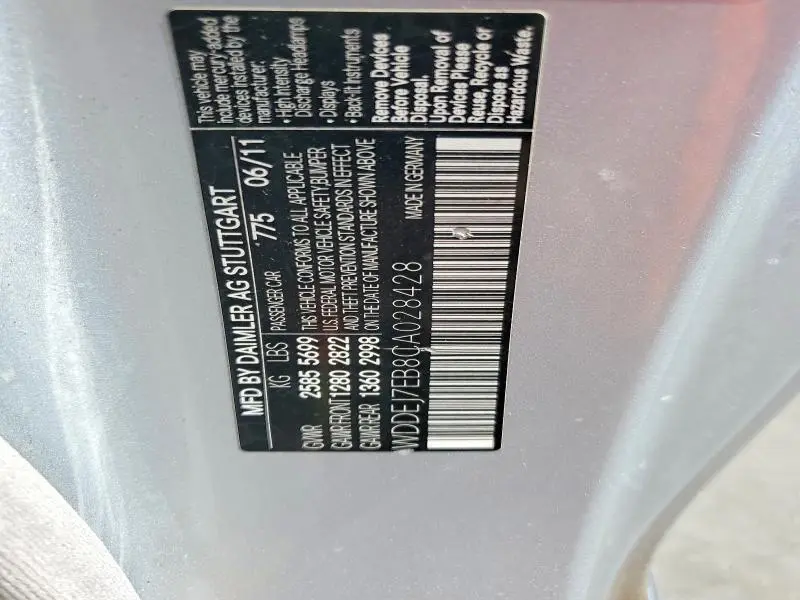 MFD BY DAIMLER AG STUTTGART
775 06/11
KG LBS PASSENGER CAR
GVWR 2585 5699 THIS VEHICLE CONFORMS TO ALL APPLICABLE
GAWR FRONT 1280 2822 U.S. FEDERAL MOTOR VEHICLE SAFETY,BUMPER
AND THEFT PREVENTION STANDARDS IN EFFECT
GAWR REAR 1360 2998 ON THE DATE OF MANUFACTURE SHOWN ABOVE
WDDEJ7EB8CA028428 MADE IN GERMANY
This vehicle may
include mercury-added
devices installed by the
manufacturer:
• High Intensity
Discharge Headlamps
• Displays
• Back-lit Instruments
Remove Devices
Before Vehicle
Disposal.
Upon Removal of
Devices Please
Reuse, Recycle or
Dispose as
Hazardous Waste.